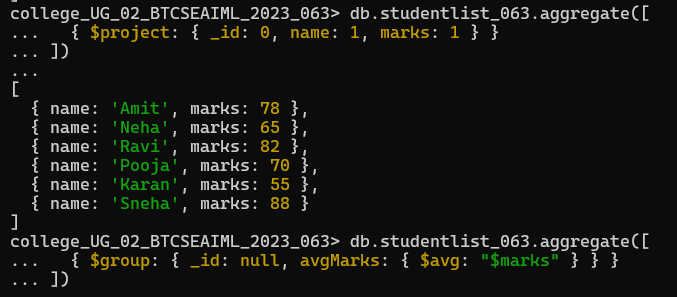 college_UG_02_BTCSEAIML_2023_063> db.studentlist_063.aggregate([
...   { $project: { _id: 0, name: 1, marks: 1 } }
... ])
...
[
  { name: 'Amit', marks: 78 },
  { name: 'Neha', marks: 65 },
  { name: 'Ravi', marks: 82 },
  { name: 'Pooja', marks: 70 },
  { name: 'Karan', marks: 55 },
  { name: 'Sneha', marks: 88 }
]
college_UG_02_BTCSEAIML_2023_063> db.studentlist_063.aggregate([
...   { $group: { _id: null, avgMarks: { $avg: "$marks" } } }
... ])